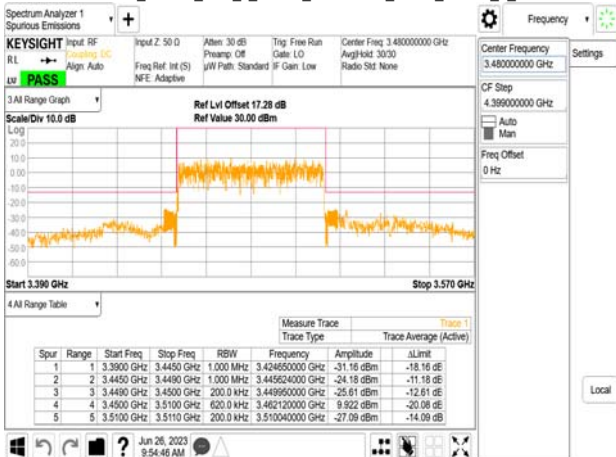 Spectrum Analyzer 1
Spurious Emissions
+
Frequency
KEYSIGHT
RL
LV PASS
Input: RF
Coupling: DC
Align: Auto
Input Z: 50 Ω
Freq Ref: Int (S)
NFE: Adaptive
Atten: 30 dB
Preamp: Off
µW Path: Standard
Trig: Free Run
Gate: LO
IF Gain: Low
Center Freq: 3.480000000 GHz
Avg|Hold: 30/30
Radio Std: None
Center Frequency
3.480000000 GHz
Settings
CF Step
4.399000000 GHz
Auto
Man
Freq Offset
0 Hz
Local
3 All Range Graph
Scale/Div 10.0 dB
Ref Lvl Offset 17.28 dB
Ref Value 30.00 dBm
Log
20.0
10.0
0.00
-10.0
-20.0
-30.0
-40.0
-50.0
-60.0
Start 3.390 GHz
Stop 3.570 GHz
4 All Range Table
Measure Trace Trace 1
Trace Type Trace Average (Active)
Spur Range Start Freq Stop Freq RBW Frequency Amplitude ΔLimit
1 1 3.3900 GHz 3.4450 GHz 1.000 MHz 3.424650000 GHz -31.16 dBm -18.16 dB
2 2 3.4450 GHz 3.4490 GHz 1.000 MHz 3.445624000 GHz -24.18 dBm -11.18 dB
3 3 3.4490 GHz 3.4500 GHz 200.0 kHz 3.449950000 GHz -25.61 dBm -12.61 dB
4 4 3.4500 GHz 3.5100 GHz 620.0 kHz 3.462120000 GHz 9.922 dBm -20.08 dB
5 5 3.5100 GHz 3.5110 GHz 200.0 kHz 3.510040000 GHz -27.09 dBm -14.09 dB
?
Jun 26, 2023
9:54:46 AM